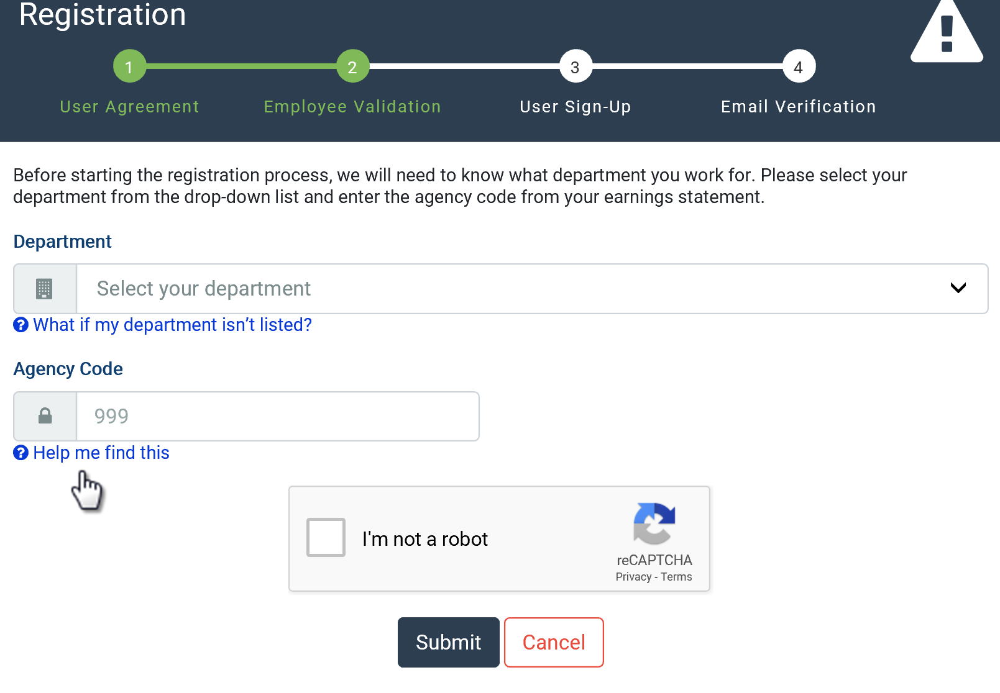 Registration
1 2 3 4
User Agreement Employee Validation User Sign-Up Email Verification
Before starting the registration process, we will need to know what department you work for. Please select your
department from the drop-down list and enter the agency code from your earnings statement.
Department
Select your department
What if my department isn’t listed?
Agency Code
999
Help me find this
I'm not a robot
reCAPTCHA
Privacy - Terms
Submit Cancel